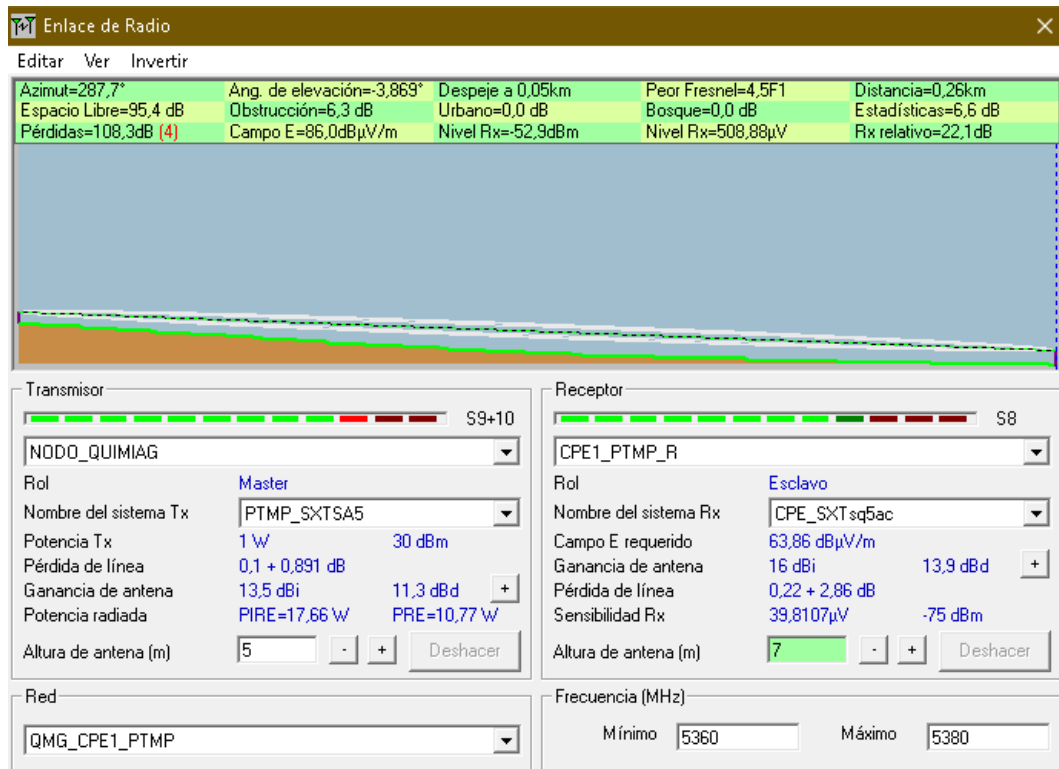 Enlace de Radio
Editar Ver Invertir
Azimut=287,7° Ang. de elevación=-3,869° Despeje a 0,05km Peor Fresnel=4,5F1 Distancia=0,26km
Espacio Libre=95,4 dB Obstrucción=6,3 dB Urbano=0,0 dB Bosque=0,0 dB Estadísticas=6,6 dB
Pérdidas=108,3dB (4) Campo E=86,0dBµV/m Nivel Rx=-52,9dBm Nivel Rx=508,88µV Rx relativo=22,1dB
Transmisor
S9+10
NODO_QUIMIAG
Rol Master
Nombre del sistema Tx PTMP_SXTSA5
Potencia Tx 1 W 30 dBm
Pérdida de línea 0,1 + 0,891 dB
Ganancia de antena 13,5 dBi 11,3 dBd +
Potencia radiada PIRE=17,66 W PRE=10,77 W
Altura de antena (m) 5 - + Deshacer
Receptor
S8
CPE1_PTMP_R
Rol Esclavo
Nombre del sistema Rx CPE_SXTsq5ac
Campo E requerido 63,86 dBµV/m
Ganancia de antena 16 dBi 13,9 dBd +
Pérdida de línea 0,22 + 2,86 dB
Sensibilidad Rx 39,8107µV -75 dBm
Altura de antena (m) 7 - + Deshacer
Red
QMG_CPE1_PTMP
Frecuencia (MHz)
Mínimo 5360 Máximo 5380